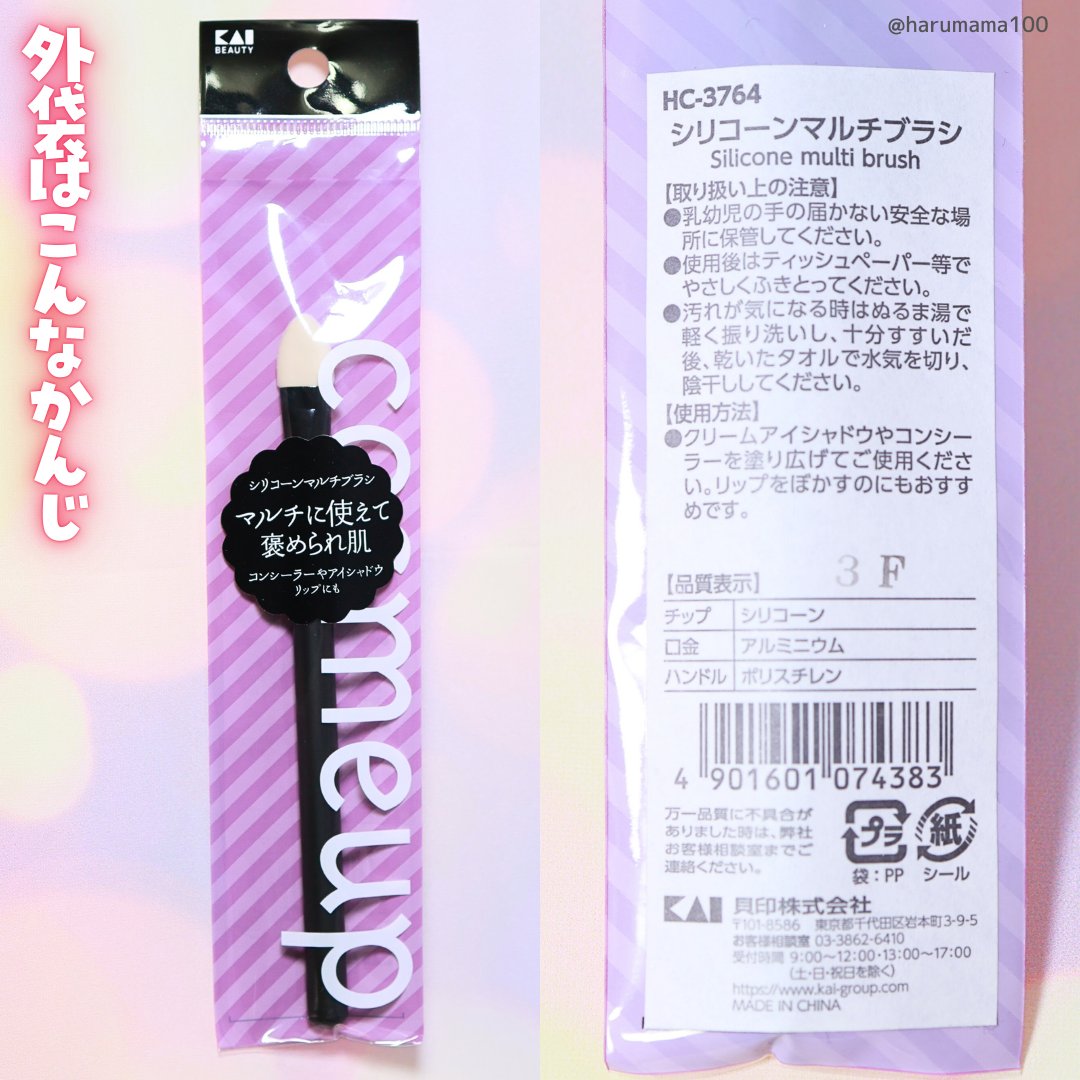 外袋はこんなかんじ
KAI
BEAUTY
comeup
シリコーンマルチブラシ
マルチに使えて
褒められ肌
コンシーラーやアイシャドウ
リップにも
@harumama100
HC-3764
シリコーンマルチブラシ
Silicone multi brush
【取り扱い上の注意】
●乳幼児の手の届かない安全な場
所に保管してください。
●使用後はティッシュペーパー等で
やさしくふきとってください。
●汚れが気になる時はぬるま湯で
軽く振り洗いし、十分すすいだ
後、乾いたタオルで水気を切り、
陰干ししてください。
【使用方法】
●クリームアイシャドウやコンシー
ラーを塗り広げてご使用くださ
い。リップをぼかすのにもおすす
めです。
3 F
【品質表示】
チップ シリコーン
口金 アルミニウム
ハンドル ポリスチレン
4 901601 074383
万一品質に不具合が
ありました時は、弊社
お客様相談室までご
連絡ください。
プラ 紙
袋:PP シール
KAI 貝印株式会社
〒101-8586 東京都千代田区岩本町3-9-5
お客様相談室 03-3862-6410
受付時間 9:00〜12:00・13:00〜17:00
(土・日・祝日を除く)
https://www.kai-group.com
MADE IN CHINA